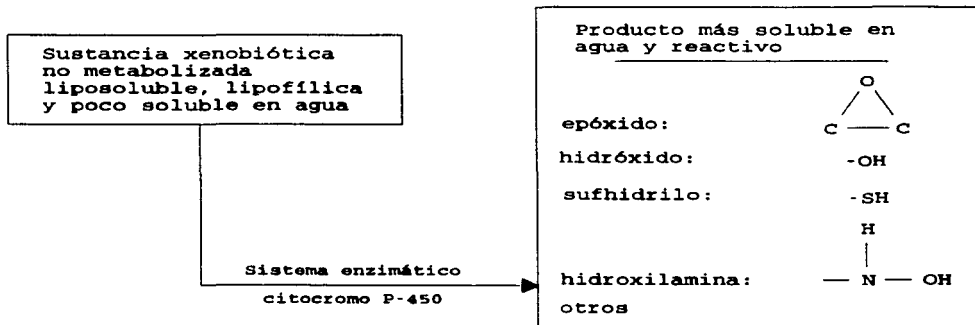 Sustancia xenobiótica
no metabolizada
liposoluble, lipofílica
y poco soluble en agua
Sistema enzimático
citocromo P-450
Producto más soluble en
agua y reactivo
O
epóxido:
C C
hidróxido: -OH
sufhidrilo: -SH
H
hidroxilamina: — N — OH
otros